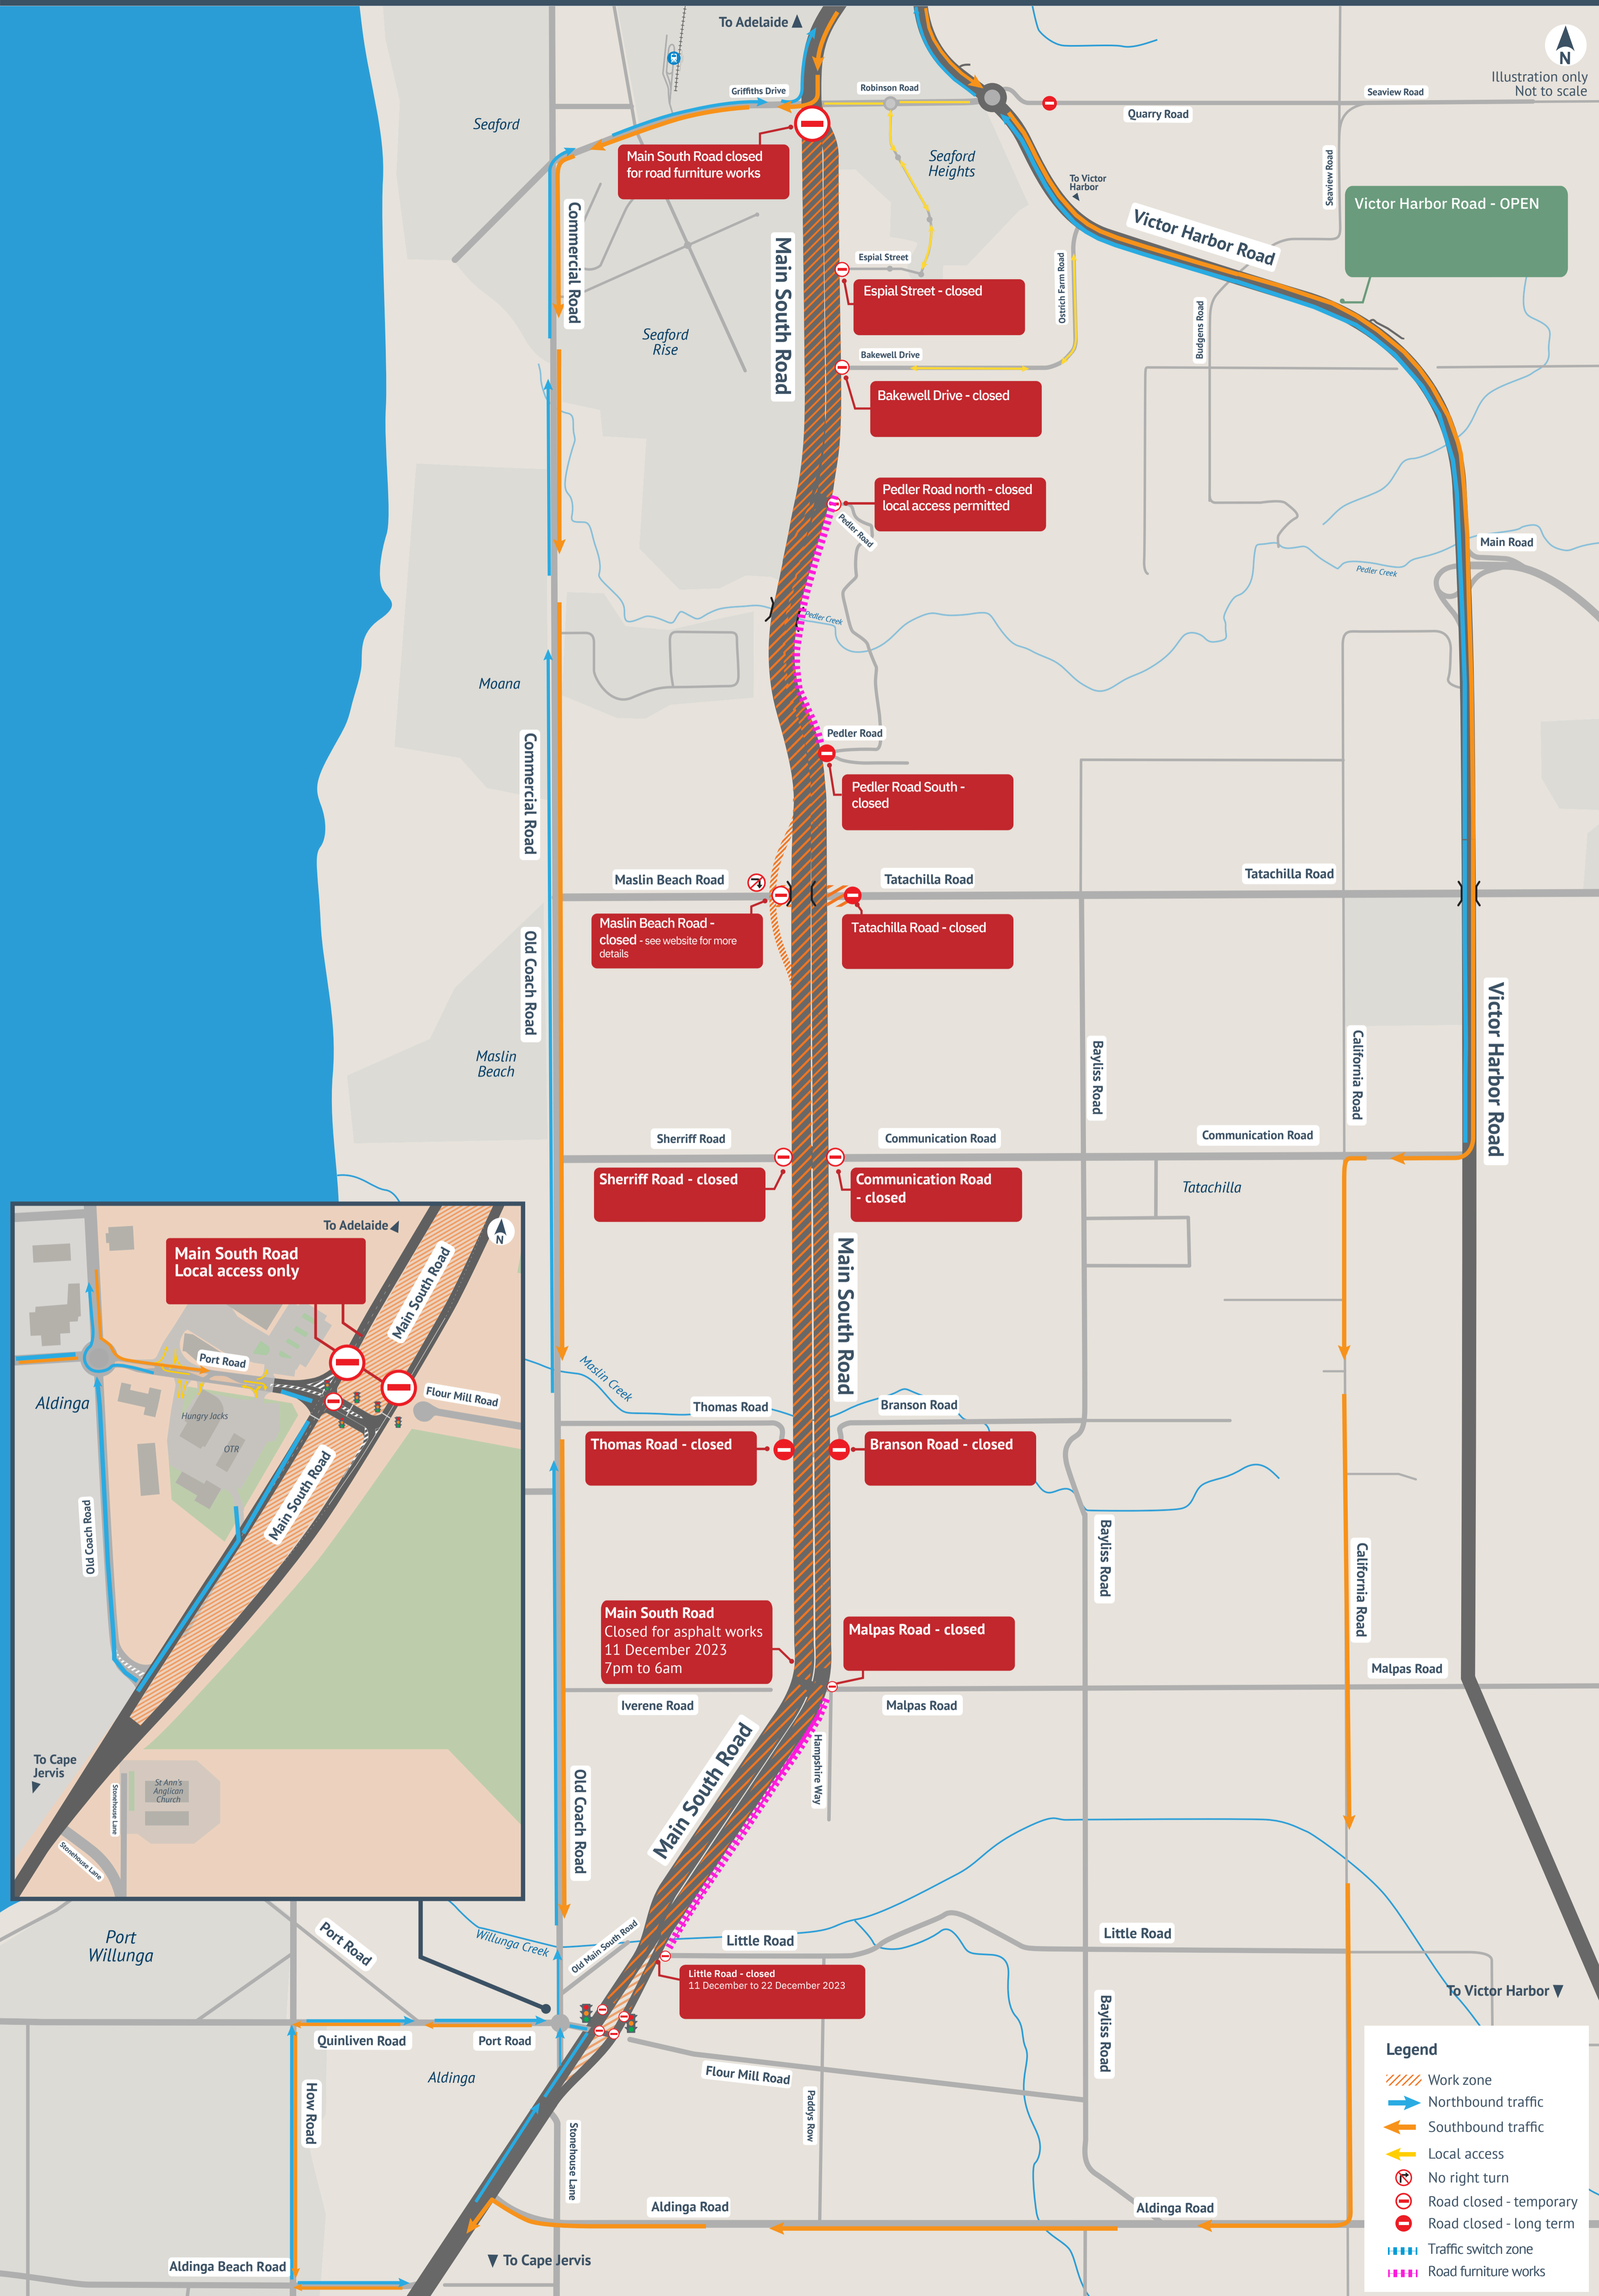 To Adelaide
N
Illustration only
Not to scale
Griffiths Drive
Robinson Road
Seaview Road
Quarry Road
Seaford
Main South Road closed
for road furniture works
Seaford
Heights
Seaview Road
To Victor
Harbor
Victor Harbor Road - OPEN
Victor Harbor Road
Commercial Road
Main South Road
Espial Street
Espial Street - closed
Ostrich Farm Road
Budgens Road
Seaford
Rise
Bakewell Drive
Bakewell Drive - closed
Pedler Road north - closed
local access permitted
Pedler Road
Main Road
Pedler Creek
Pedler Creek
Moana
Pedler Road
Commercial Road
Pedler Road South -
closed
Maslin Beach Road
Tatachilla Road
Tatachilla Road
Maslin Beach Road -
closed - see website for more
details
Tatachilla Road - closed
Old Coach Road
Victor Harbor Road
Maslin
Beach
Bayliss Road
California Road
Sherriff Road
Communication Road
Communication Road
Sherriff Road - closed
Communication Road
- closed
Tatachilla
Main South Road
Maslin Creek
Thomas Road
Branson Road
Thomas Road - closed
Branson Road - closed
Bayliss Road
California Road
Main South Road
Closed for asphalt works
11 December 2023
7pm to 6am
Malpas Road - closed
Malpas Road
Iverene Road
Malpas Road
Main South Road
Hampshire Way
Old Coach Road
To Adelaide
N
Main South Road
Local access only
Main South Road
Port Road
Flour Mill Road
Aldinga
Hungry Jacks
OTR
Main South Road
Old Coach Road
To Cape
Jervis
St Ann's
Anglican
Church
Stonehouse Lane
Stonehouse Lane
Port
Willunga
Port Road
Willunga Creek
Old Main South Road
Little Road
Little Road
Little Road - closed
11 December to 22 December 2023
To Victor Harbor
Bayliss Road
Quinliven Road
Port Road
Aldinga
Flour Mill Road
How Road
Paddys Row
Stonehouse Lane
Aldinga Road
Aldinga Road
To Cape Jervis
Aldinga Beach Road
Legend
Work zone
Northbound traffic
Southbound traffic
Local access
No right turn
Road closed - temporary
Road closed - long term
Traffic switch zone
Road furniture works